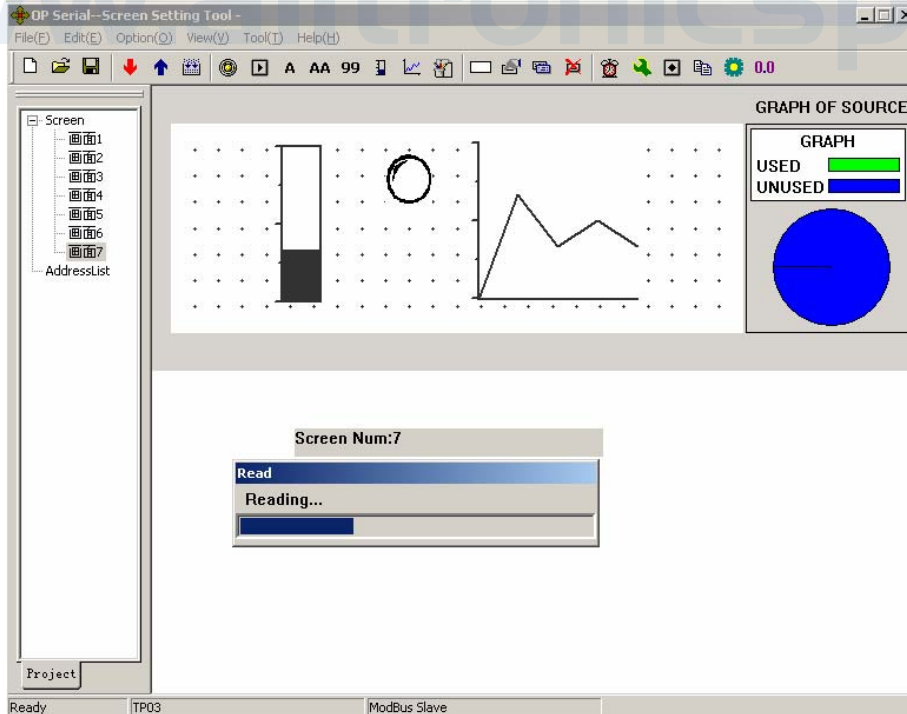 OP Serial--Screen Setting Tool -
File(F) Edit(E) Option(O) View(V) Tool(T) Help(H)
A AA 99 0.0
Screen
画面1
画面2
画面3
画面4
画面5
画面6
画面7
AddressList
GRAPH OF SOURCE
GRAPH
USED
UNUSED
Screen Num:7
Read
Reading...
Project
Ready TP03 ModBus Slave